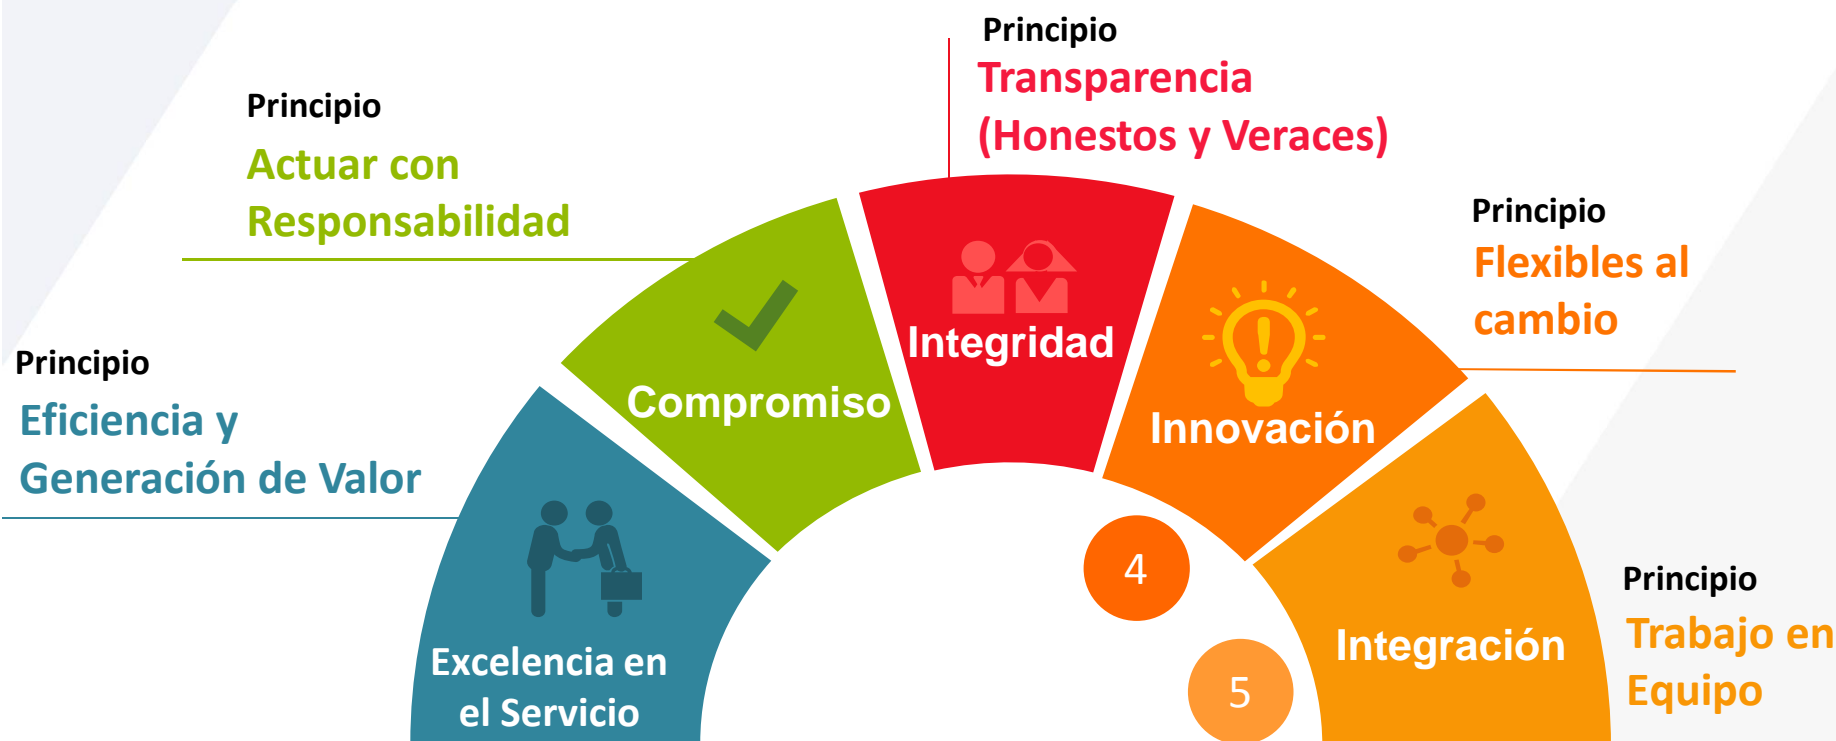 Principio
Eficiencia y
Generación de Valor
Excelencia en
el Servicio
Principio
Actuar con
Responsabilidad
Compromiso
Principio
Transparencia
(Honestos y Veraces)
Integridad
Principio
Flexibles al
cambio
Innovación
4
Principio
Trabajo en
Equipo
Integración
5